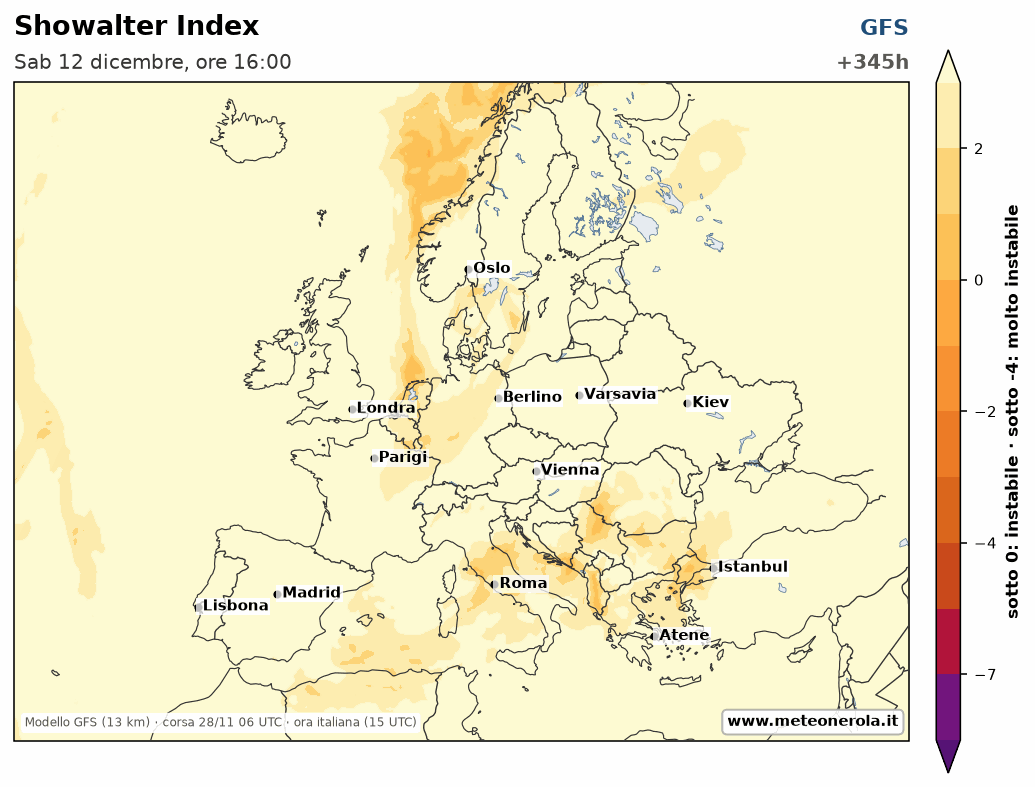 Showalter Index
GFS
Sab 12 dicembre, ore 16:00
+345h
Oslo
Londra
Berlino
Varsavia
Kiev
Parigi
Vienna
Istanbul
Roma
Madrid
Lisbona
Atene
Modello GFS (13 km) · corsa 28/11 06 UTC · ora italiana (15 UTC)
www.meteonerola.it
2
0
−2
−4
−7
sotto 0: instabile · sotto -4: molto instabile